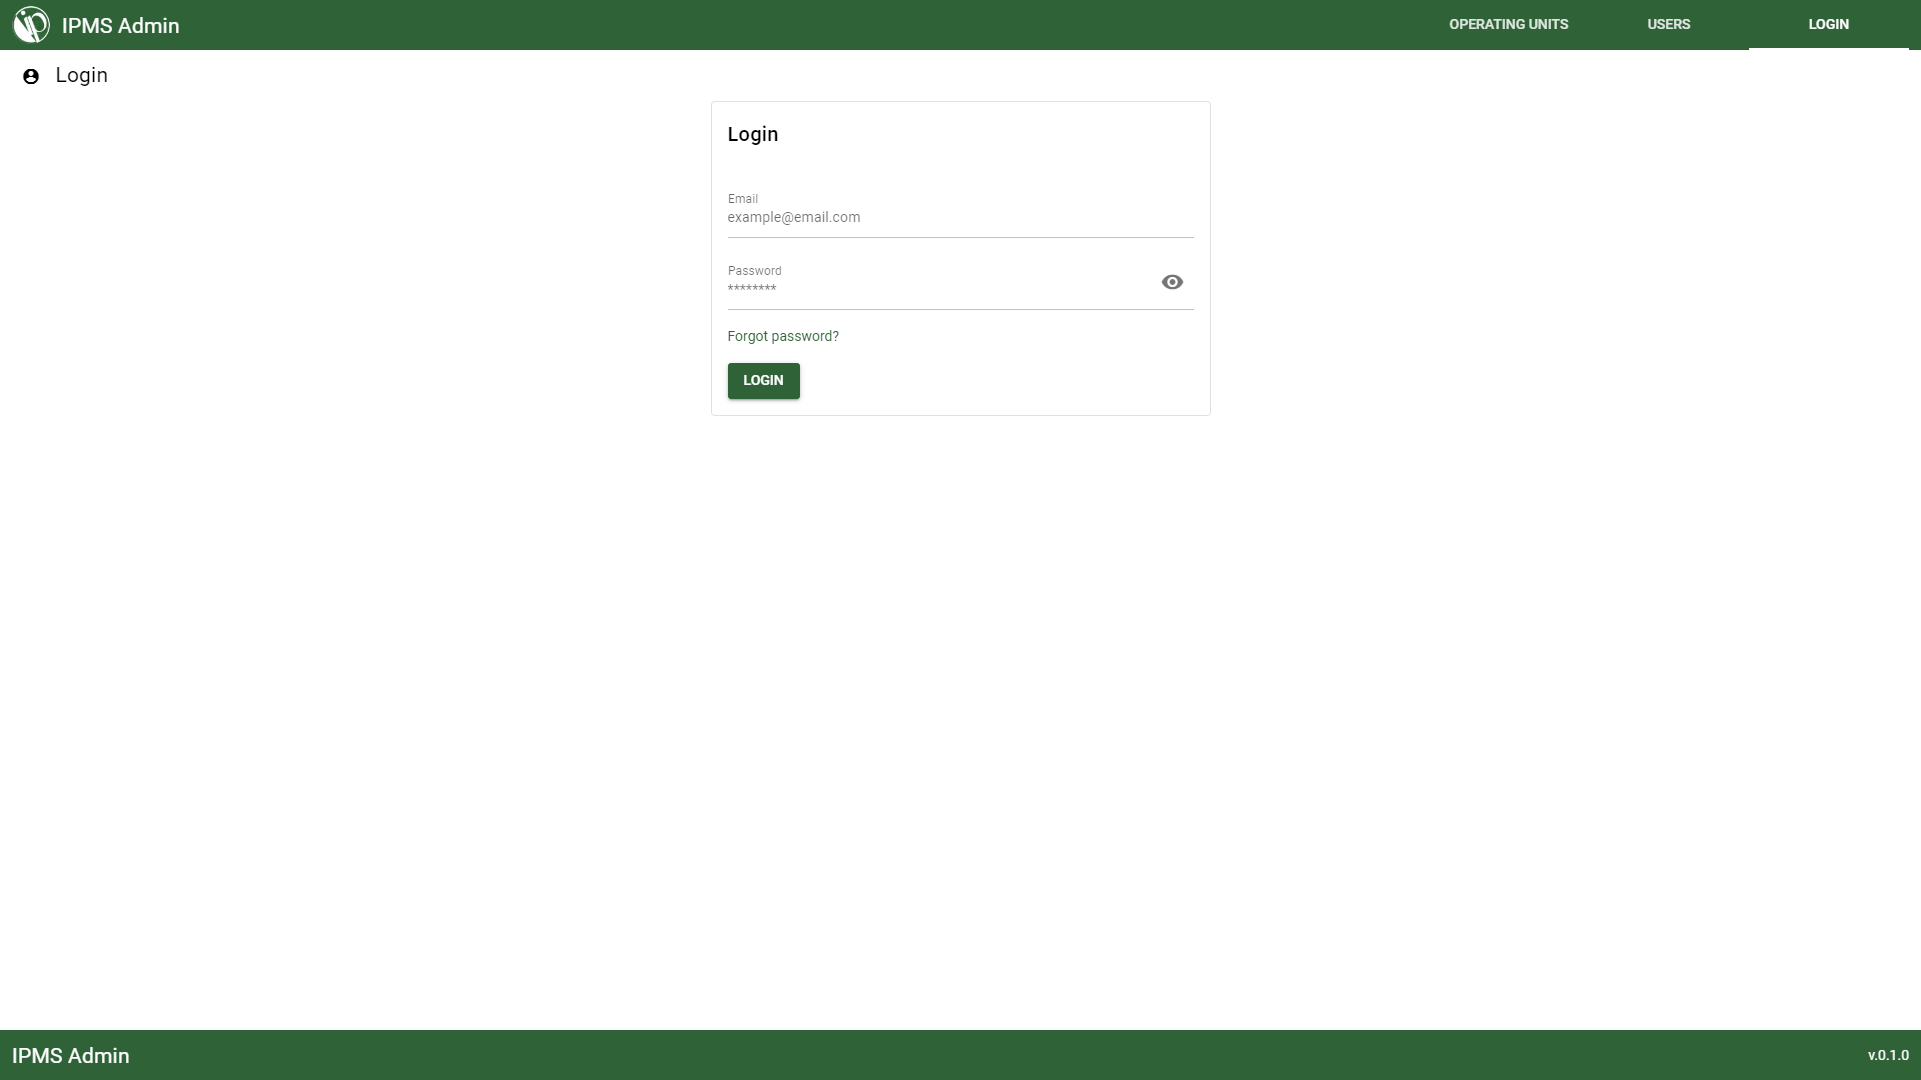 IPMS Admin
OPERATING UNITS
USERS
LOGIN
Login
Login
Email
example@email.com
Password
********
Forgot password?
LOGIN
IPMS Admin
v.0.1.0